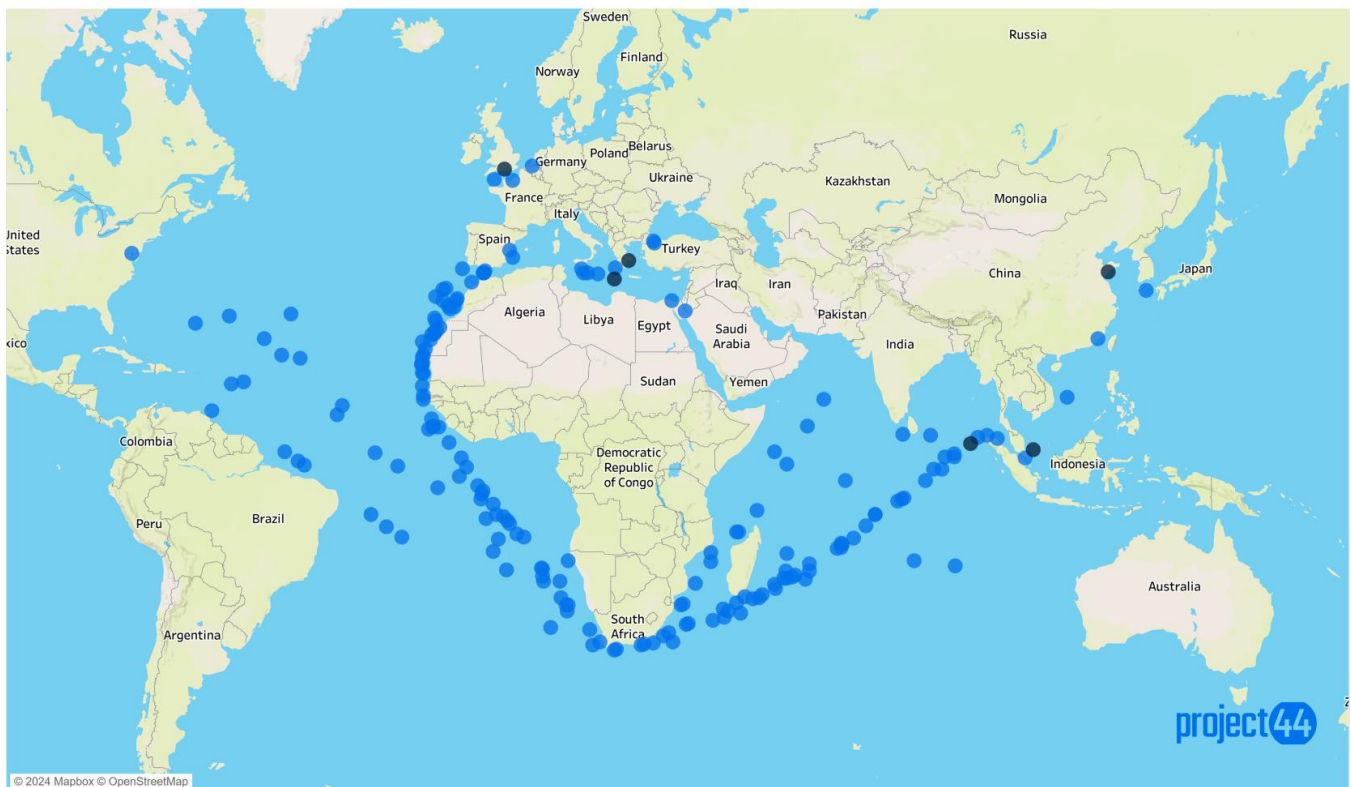 Sweden
Russia
Finland
Norway
Belarus
Poland
Germany
Ukraine
Kazakhstan
Mongolia
France
Italy
United
States
Spain
Turkey
Japan
China
Iraq
Iran
Algeria
Libya
Egypt
Pakistan
Saudi
Arabia
India
xico
Sudan
Yemen
Colombia
Democratic
Republic
of Congo
Indonesia
Peru
Brazil
Australia
South
Africa
Argentina
Z
project44
© 2024 Mapbox © OpenStreetMap